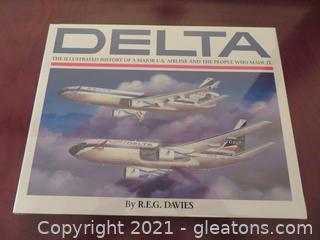 DELTA
THE ILLUSTRATED HISTORY OF A MAJOR U.S. AIRLINE AND THE PEOPLE WHO MADE IT.
DELTA
By R.E.G. DAVIES
Copyright © 2021 - gleatons.com